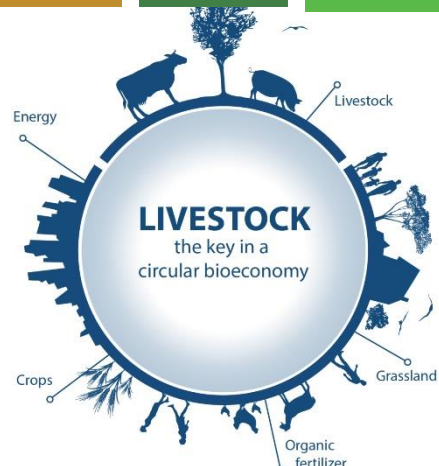 Livestock
Energy
LIVESTOCK
the key in a
circular bioeconomy
Grassland
Crops
Organic
fertilizer